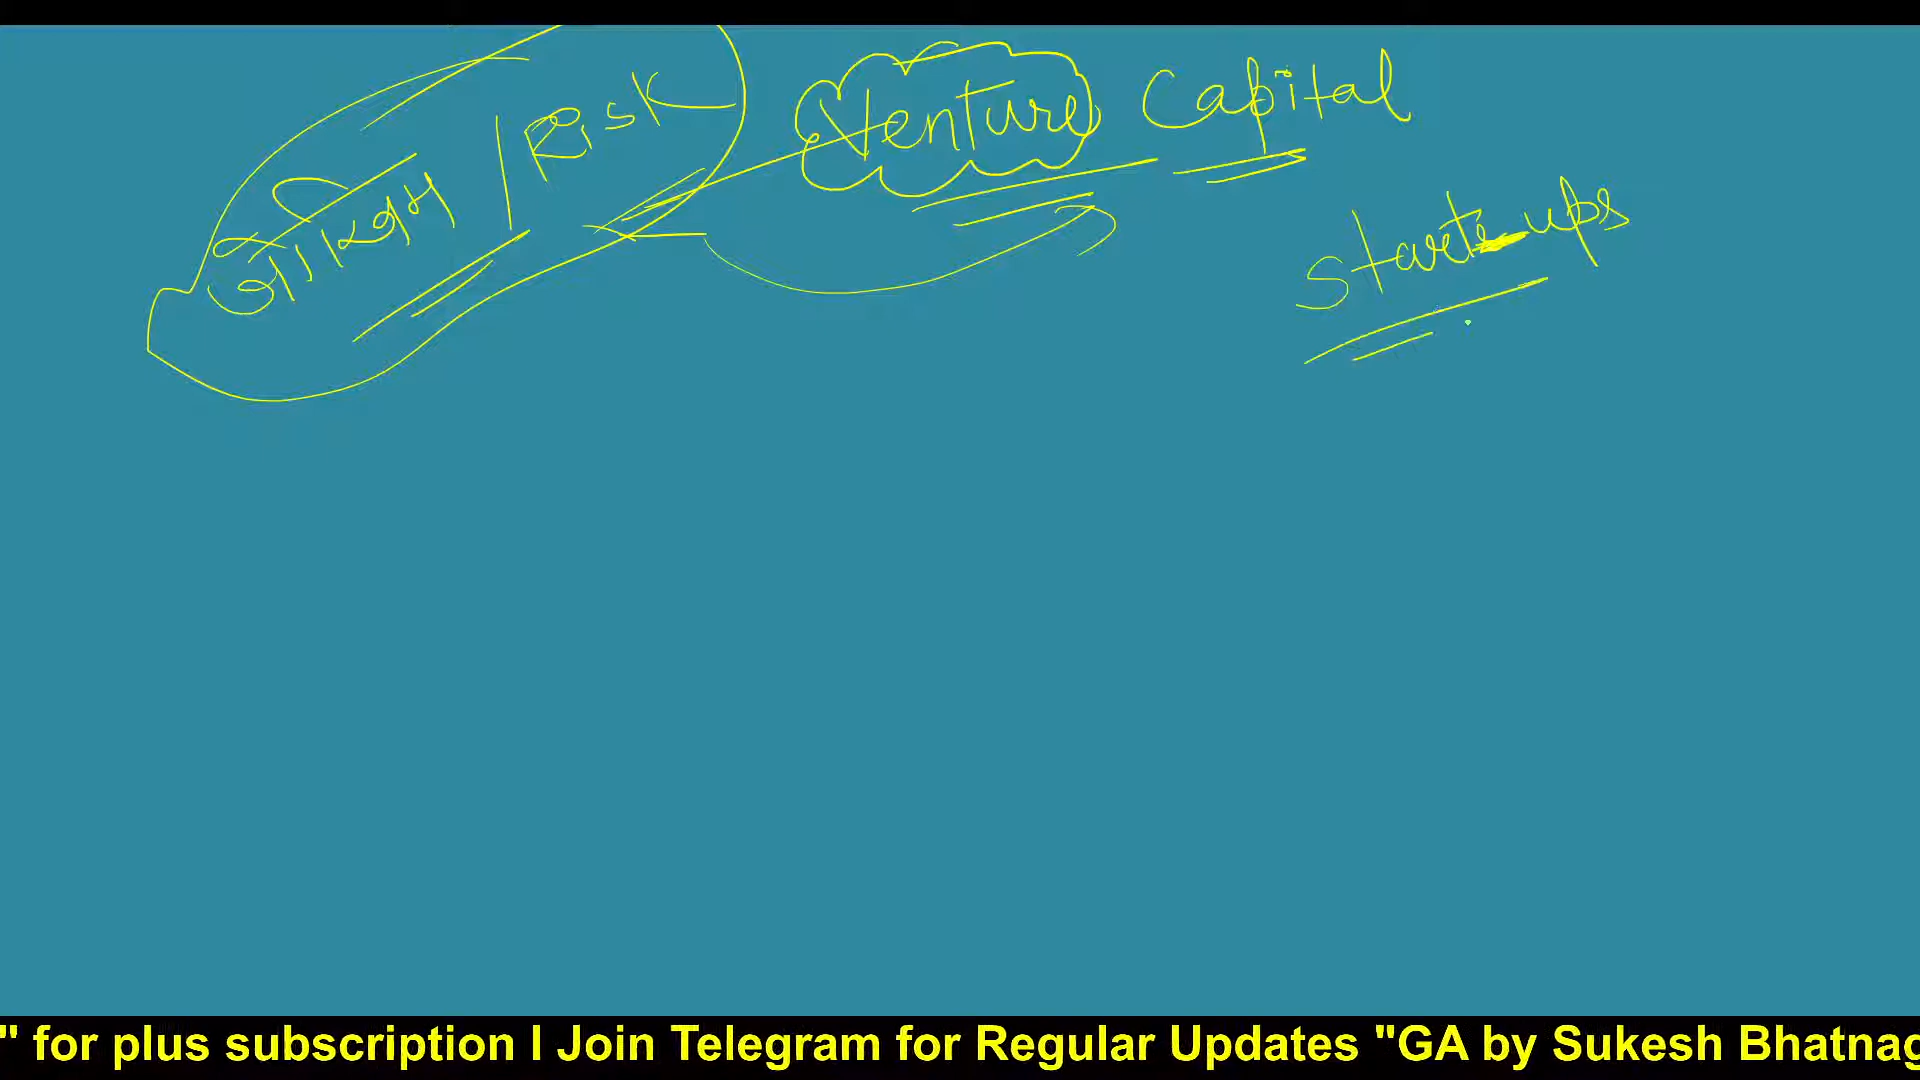 Venture Capital
जोखिम / Risk
Start-ups
" for plus subscription I Join Telegram for Regular Updates "GA by Sukesh Bhatnag